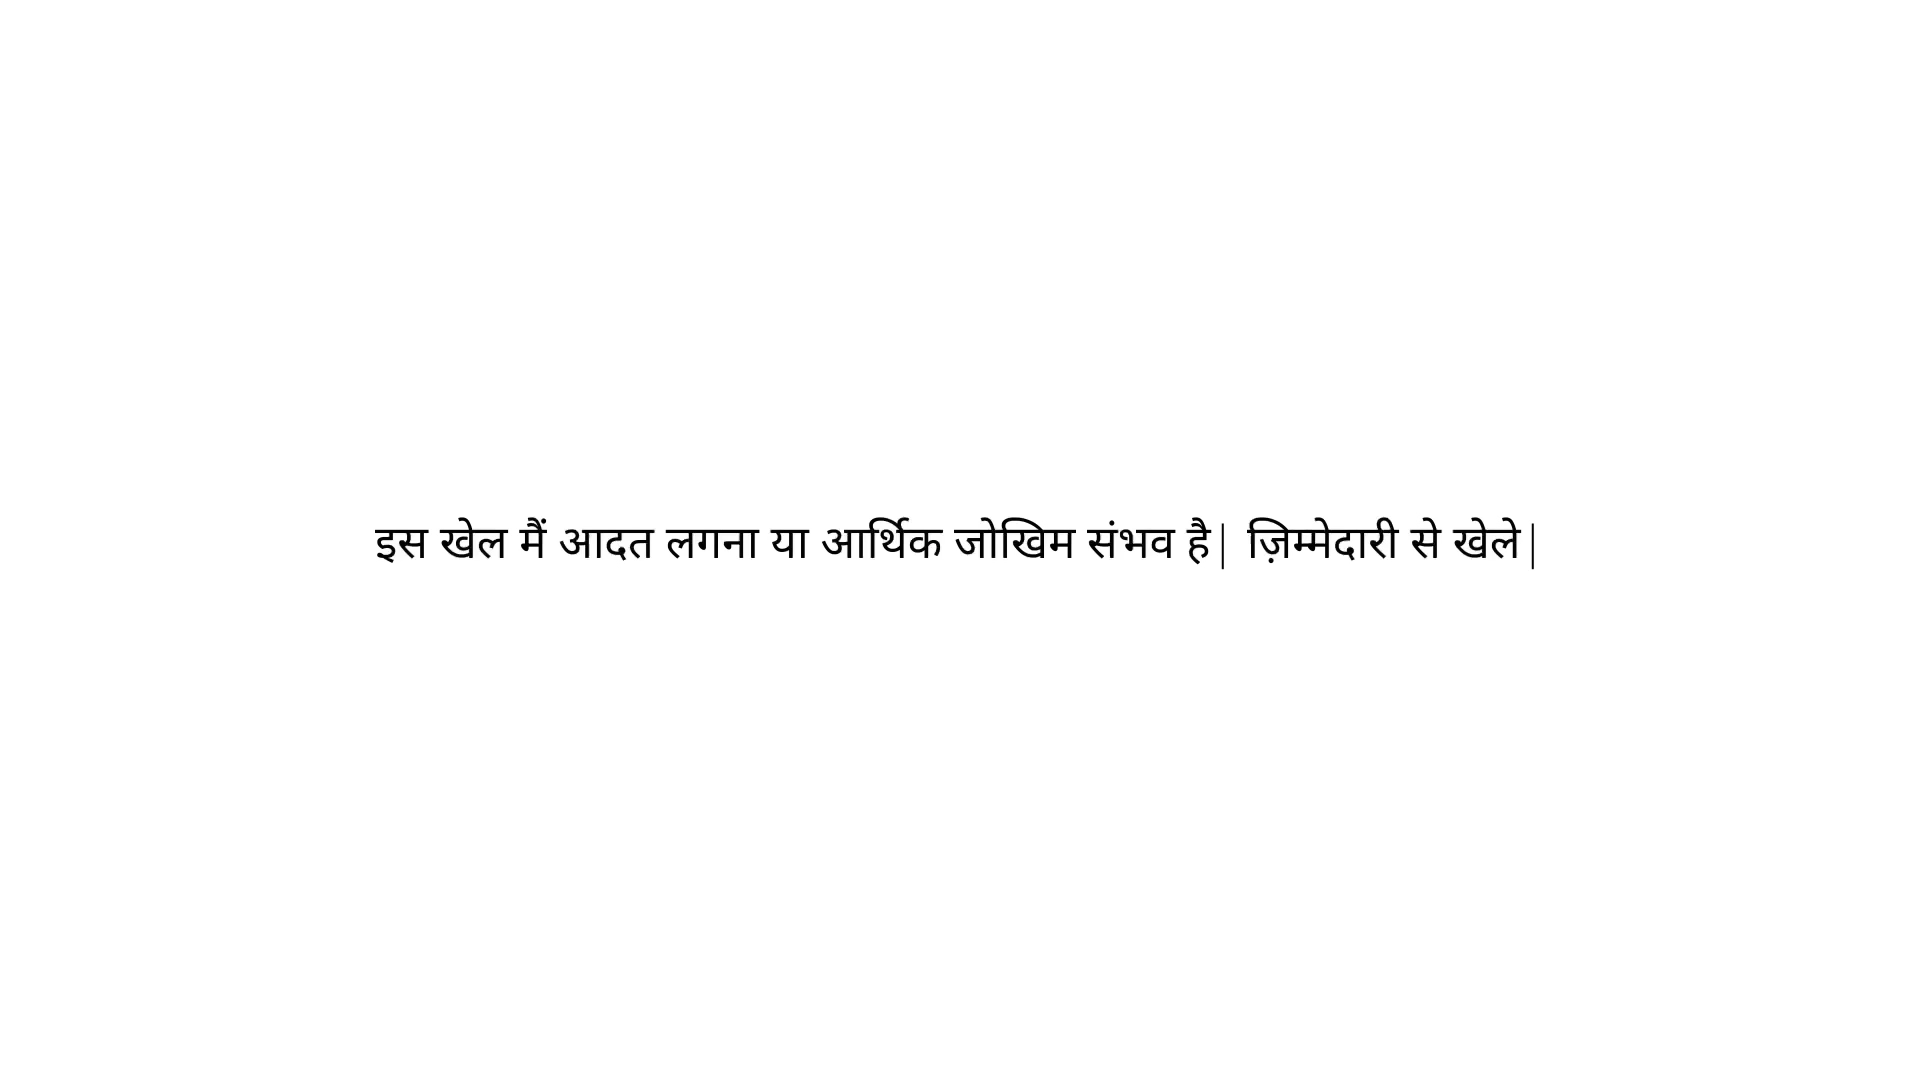 इस खेल मैं आदत लगना या आर्थिक जोखिम संभव है| ज़िम्मेदारी से खेले|